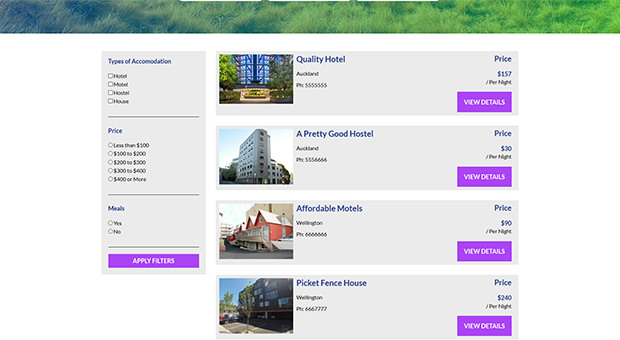 Types of Accomodation
Hotel
Motel
Hostel
House
Price
Less than $100
$100 to $200
$200 to $300
$300 to $400
$400 or More
Meals
Yes
No
APPLY FILTERS
Quality Hotel
Auckland
Ph: 5555555
Price
$157
/ Per Night
VIEW DETAILS
A Pretty Good Hostel
Auckland
Ph: 5556666
Price
$30
/ Per Night
VIEW DETAILS
Affordable Motels
Wellington
Ph: 6666666
Price
$90
/ Per Night
VIEW DETAILS
Picket Fence House
Wellington
Ph: 6667777
Price
$240
/ Per Night
VIEW DETAILS